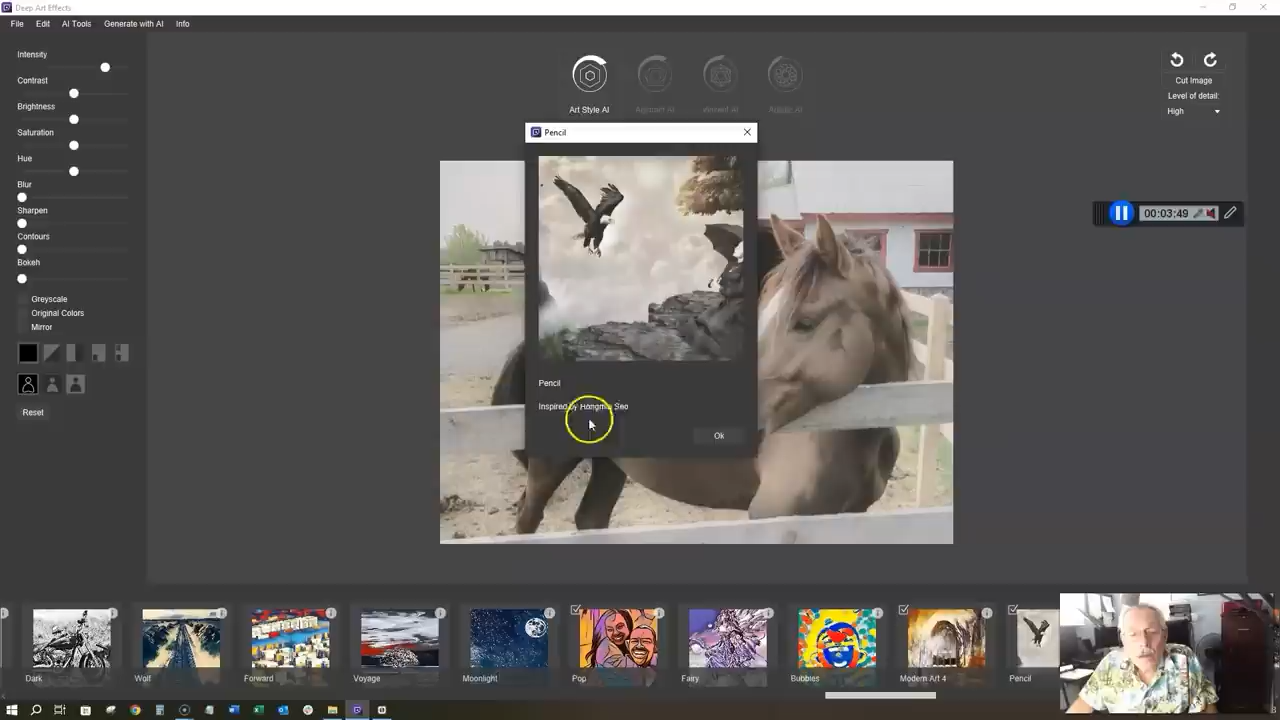 Deep Art Effects
File Edit AI Tools Generate with AI Info
Intensity
Contrast
Brightness
Saturation
Hue
Blur
Sharpen
Contours
Bokeh
Greyscale
Original Colors
Mirror
Reset
Art Style AI
Cut Image
Level of detail:
High
Pencil
Pencil
Inspired by Hongmin Seo
Ok
00:03:49
Dark Wolf Forward Voyage Moonlight Pop Fairy Bubbles Modern Art 4 Pencil